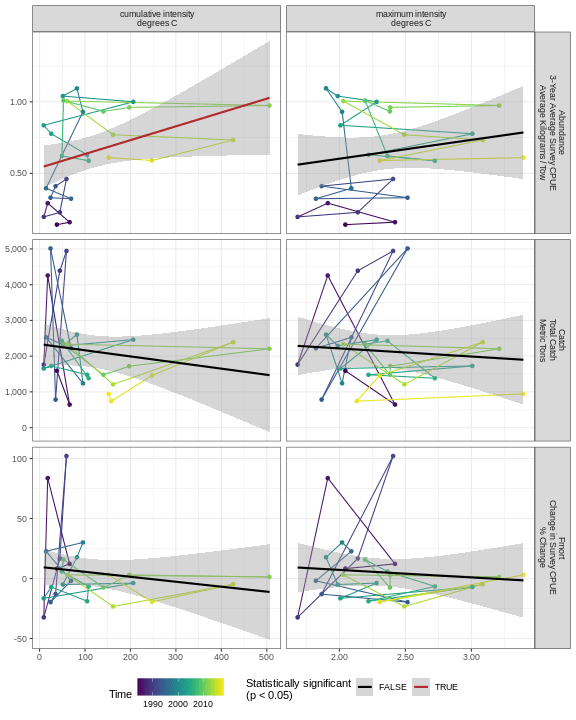 cumulative intensity
degrees C
maximum intensity
degrees C
1.00
0.50
Abundance
3-Year Average Survey CPUE
Average Kilograms / Tow
5,000
4,000
3,000
2,000
1,000
0
Catch
Total Catch
Metric Tons
100
50
0
-50
Fmort
Change in Survey CPUE
% Change
0
100
200
300
400
500
2.00
2.50
3.00
Time
1990
2000
2010
Statistically significant
(p < 0.05)
FALSE
TRUE